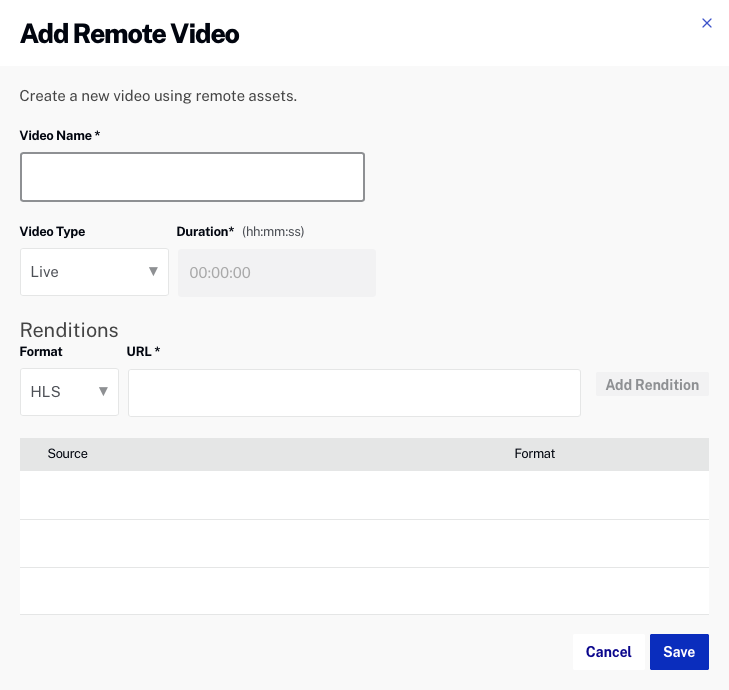 Add Remote Video
Create a new video using remote assets.
Video Name *
Video Type Duration* (hh:mm:ss)
Live 00:00:00
Renditions
Format URL *
HLS Add Rendition
Source Format
Cancel Save